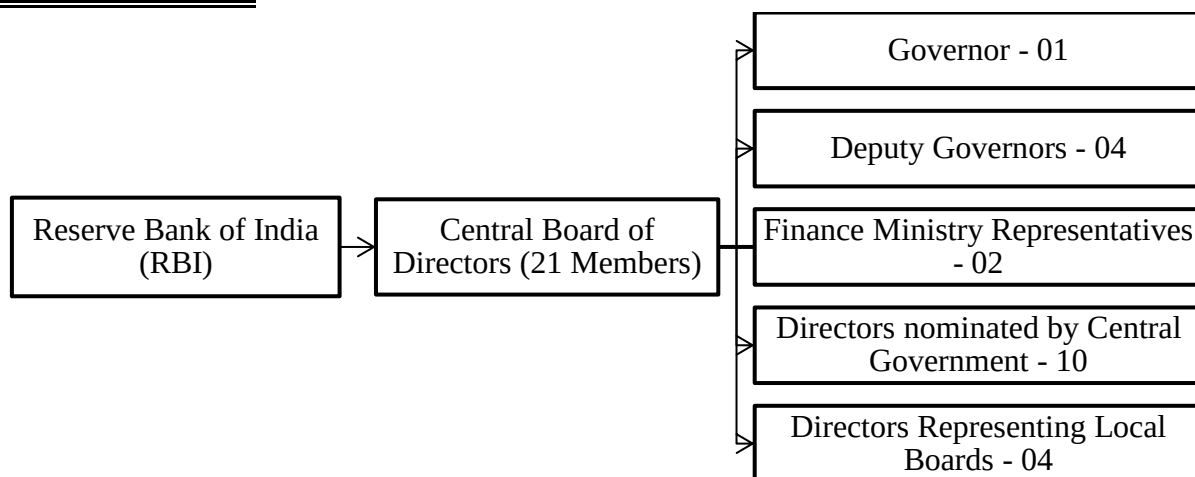 Reserve Bank of India
(RBI)
Central Board of
Directors (21 Members)
Governor - 01
Deputy Governors - 04
Finance Ministry Representatives
- 02
Directors nominated by Central
Government - 10
Directors Representing Local
Boards - 04